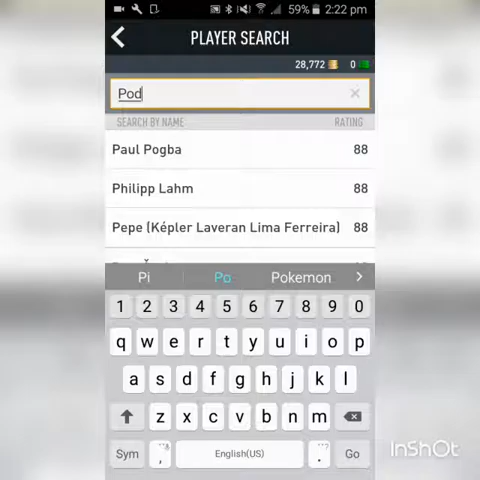 59% 2:22 pm
PLAYER SEARCH
28,772 0
Pod
SEARCH BY NAME RATING
Paul Pogba 88
Philipp Lahm 88
Pepe (Képler Laveran Lima Ferreira) 88
Pi Po Pokemon
1 2 3 4 5 6 7 8 9 0
q w e r t y u i o p
a s d f g h j k l
z x c v b n m
Sym , English(US) . Go
InShOt